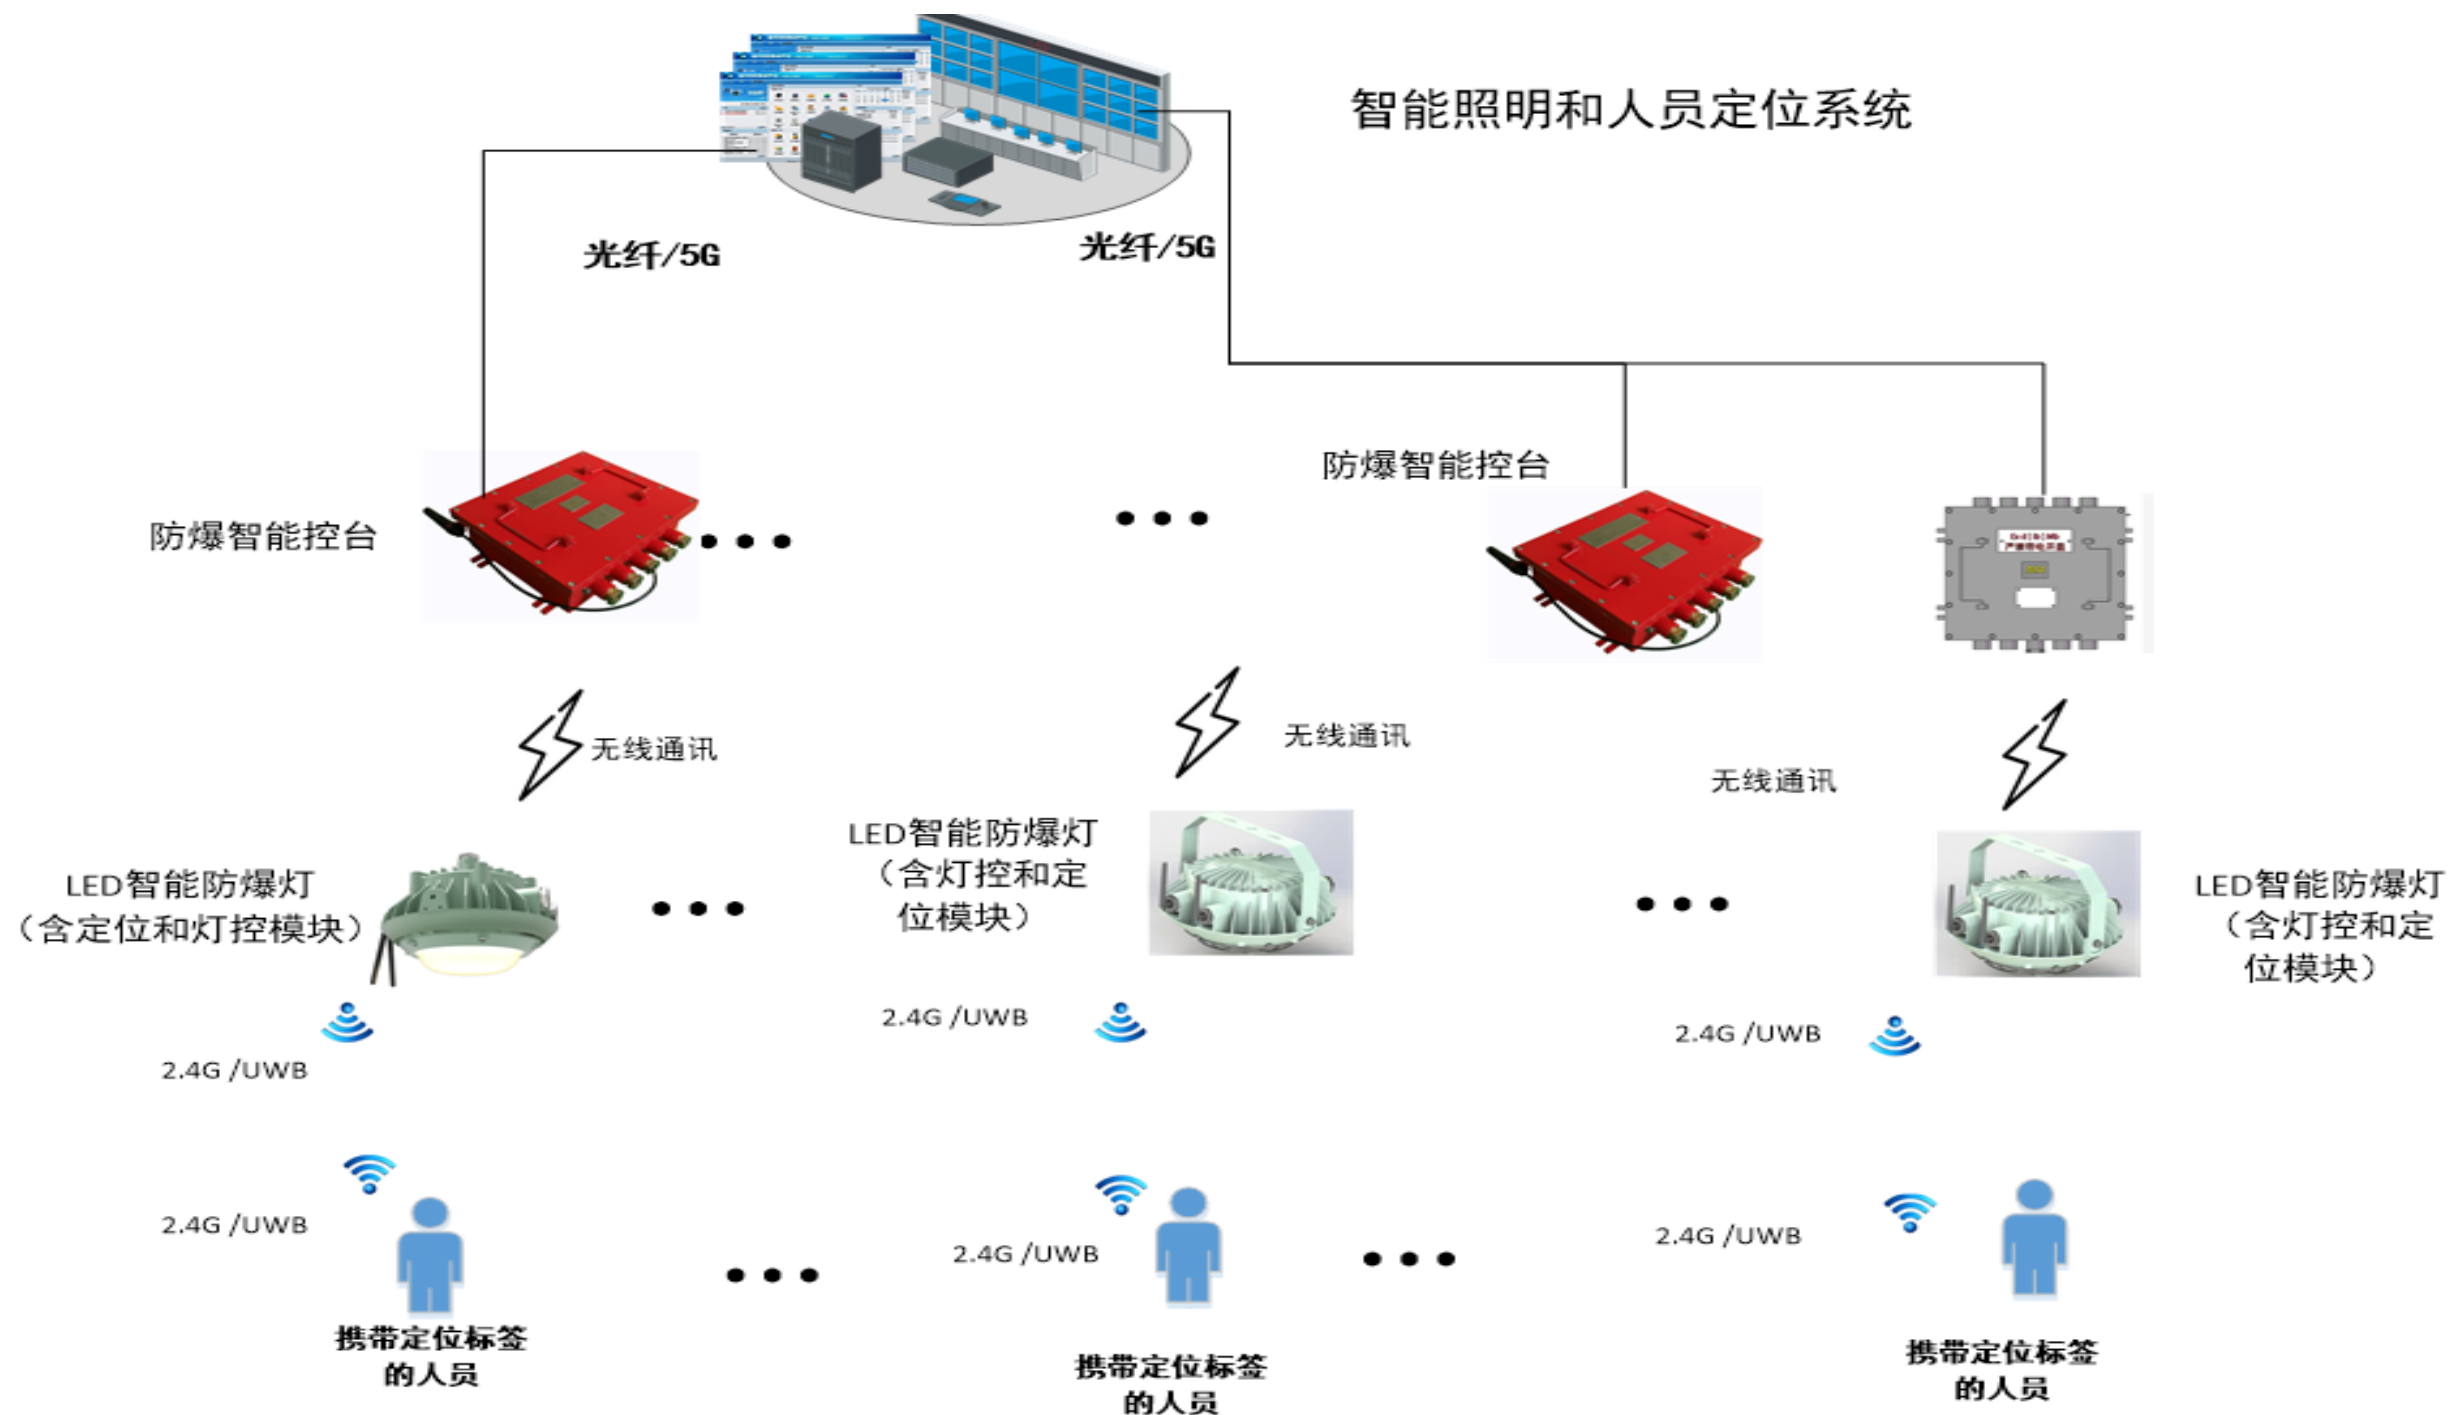 智能照明和人员定位系统
光纤/5G
光纤/5G
防爆智能控台
防爆智能控台
严禁带电开盖
无线通讯
无线通讯
无线通讯
LED智能防爆灯
（含定位和灯控模块）
LED智能防爆灯
（含灯控和定
位模块）
LED智能防爆灯
（含灯控和定
位模块）
2.4G /UWB
2.4G /UWB
2.4G /UWB
2.4G /UWB
2.4G /UWB
2.4G /UWB
携带定位标签
的人员
携带定位标签
的人员
携带定位标签
的人员